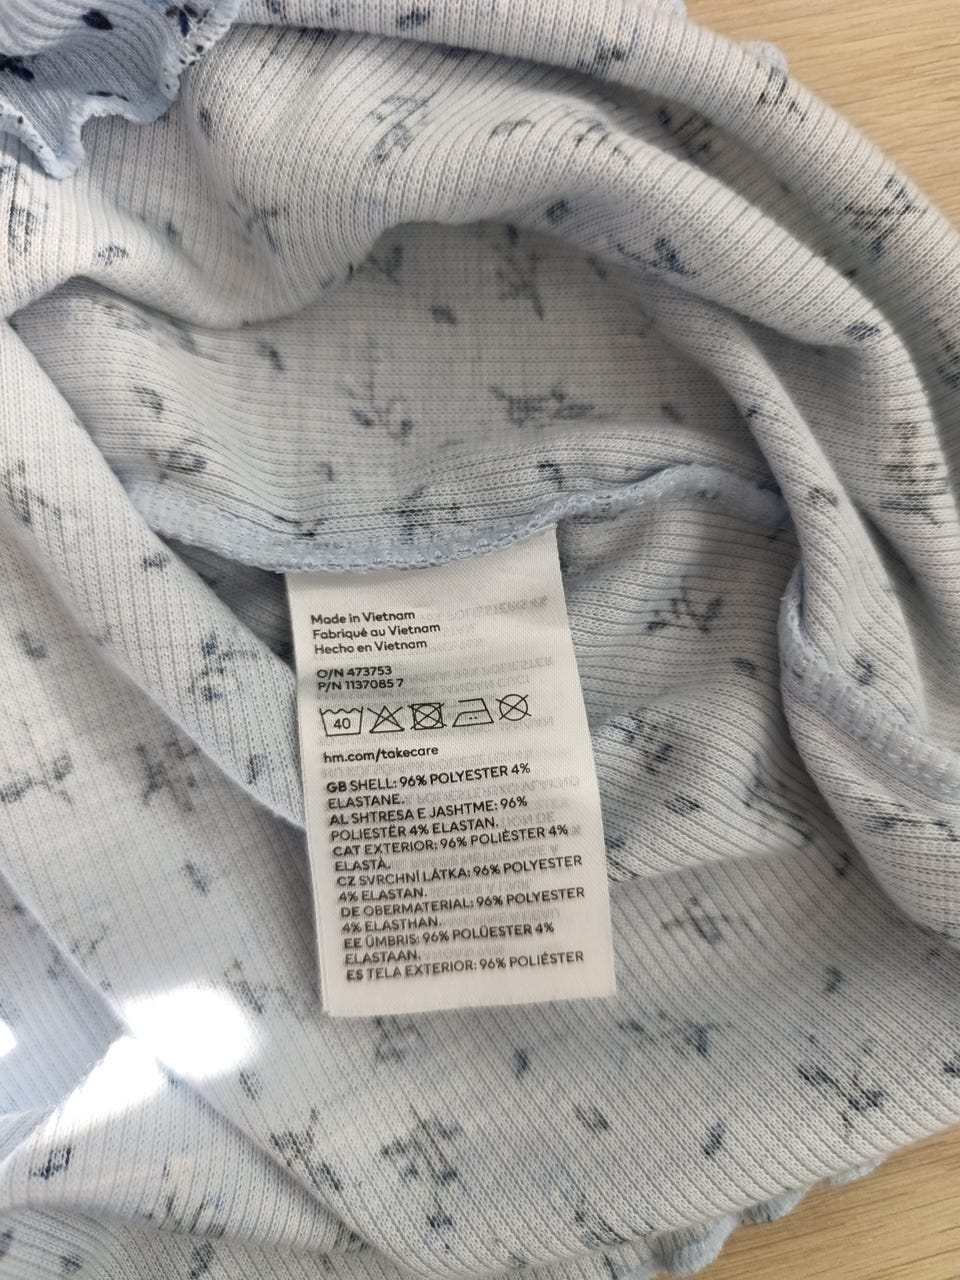 Made in Vietnam
Fabriqué au Vietnam
Hecho en Vietnam
O/N 473753
P/N 1137085 7
40
hm.com/takecare
GB SHELL: 96% POLYESTER 4%
ELASTANE.
AL SHTRESA E JASHTME: 96%
POLIESTËR 4% ELASTAN.
CAT EXTERIOR: 96% POLIÈSTER 4%
ELASTÀ.
CZ SVRCHNÍ LÁTKA: 96% POLYESTER
4% ELASTAN.
DE OBERMATERIAL: 96% POLYESTER
4% ELASTHAN.
EE ÜMBRIS: 96% POLÜESTER 4%
ELASTAAN.
ES TELA EXTERIOR: 96% POLIÉSTER